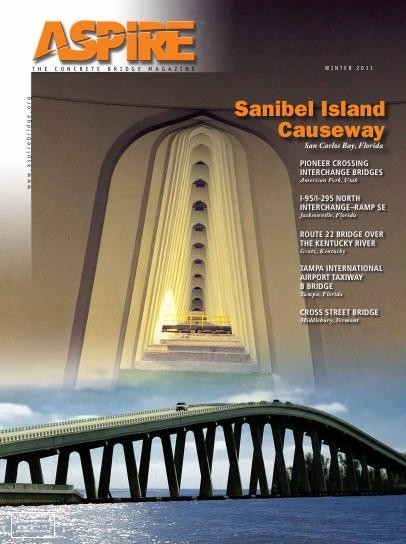 ASPIRE
THE CONCRETE BRIDGE MAGAZINE
WINTER 2011
www.aspirebridge.org
Sanibel Island
Causeway
San Carlos Bay, Florida
PIONEER CROSSING
INTERCHANGE BRIDGES
American Fork, Utah
I-95/I-295 NORTH
INTERCHANGE–RAMP SE
Jacksonville, Florida
ROUTE 22 BRIDGE OVER
THE KENTUCKY RIVER
Gratz, Kentucky
TAMPA INTERNATIONAL
AIRPORT TAXIWAY
B BRIDGE
Tampa, Florida
CROSS STREET BRIDGE
Middlebury, Vermont